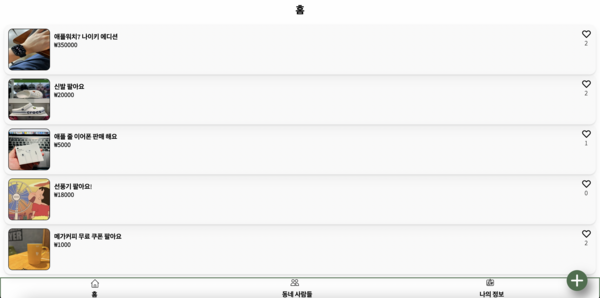 홈
애플워치? 나이키 에디션
₩350000
2
신발 팔아요
₩20000
2
애플 줄 이어폰 판매 해요
₩5000
1
선풍기 팔아요!
₩18000
0
메가커피 무료 쿠폰 팔아요
₩1000
2
홈
동네 사람들
나의 정보